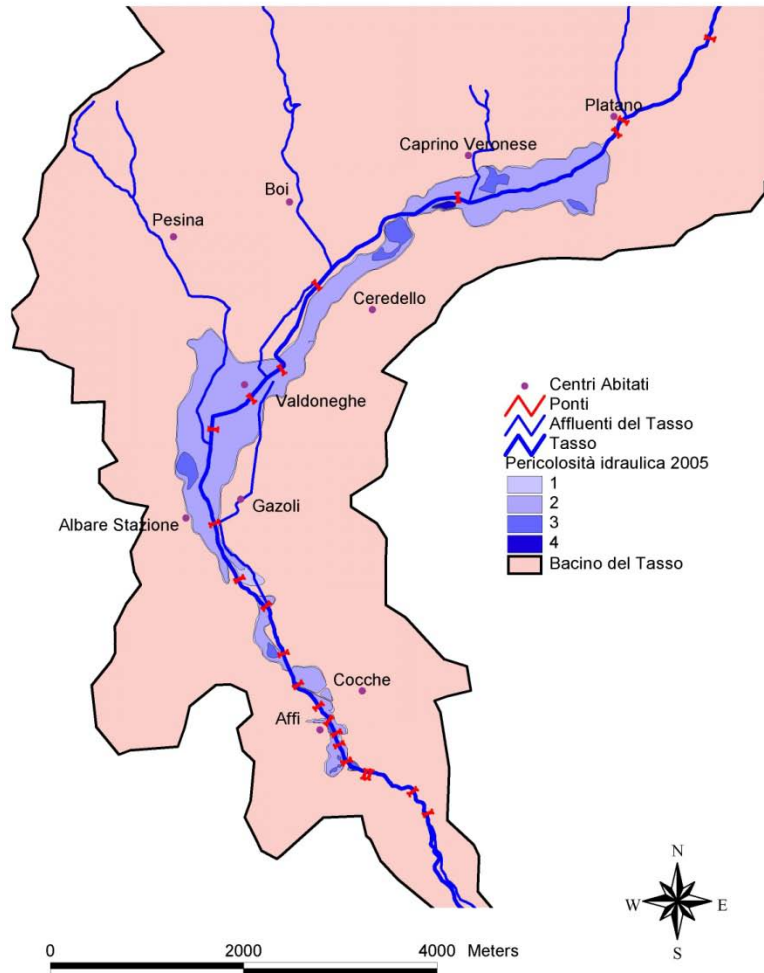 Platano
Caprino Veronese
Boi
Pesina
Ceredello
Valdoneghe
Gazoli
Albare Stazione
Cocche
Affi
Centri Abitati
Ponti
Affluenti del Tasso
Tasso
Pericolosità idraulica 2005
1
2
3
4
Bacino del Tasso
N
W E
S
0 2000 4000 Meters